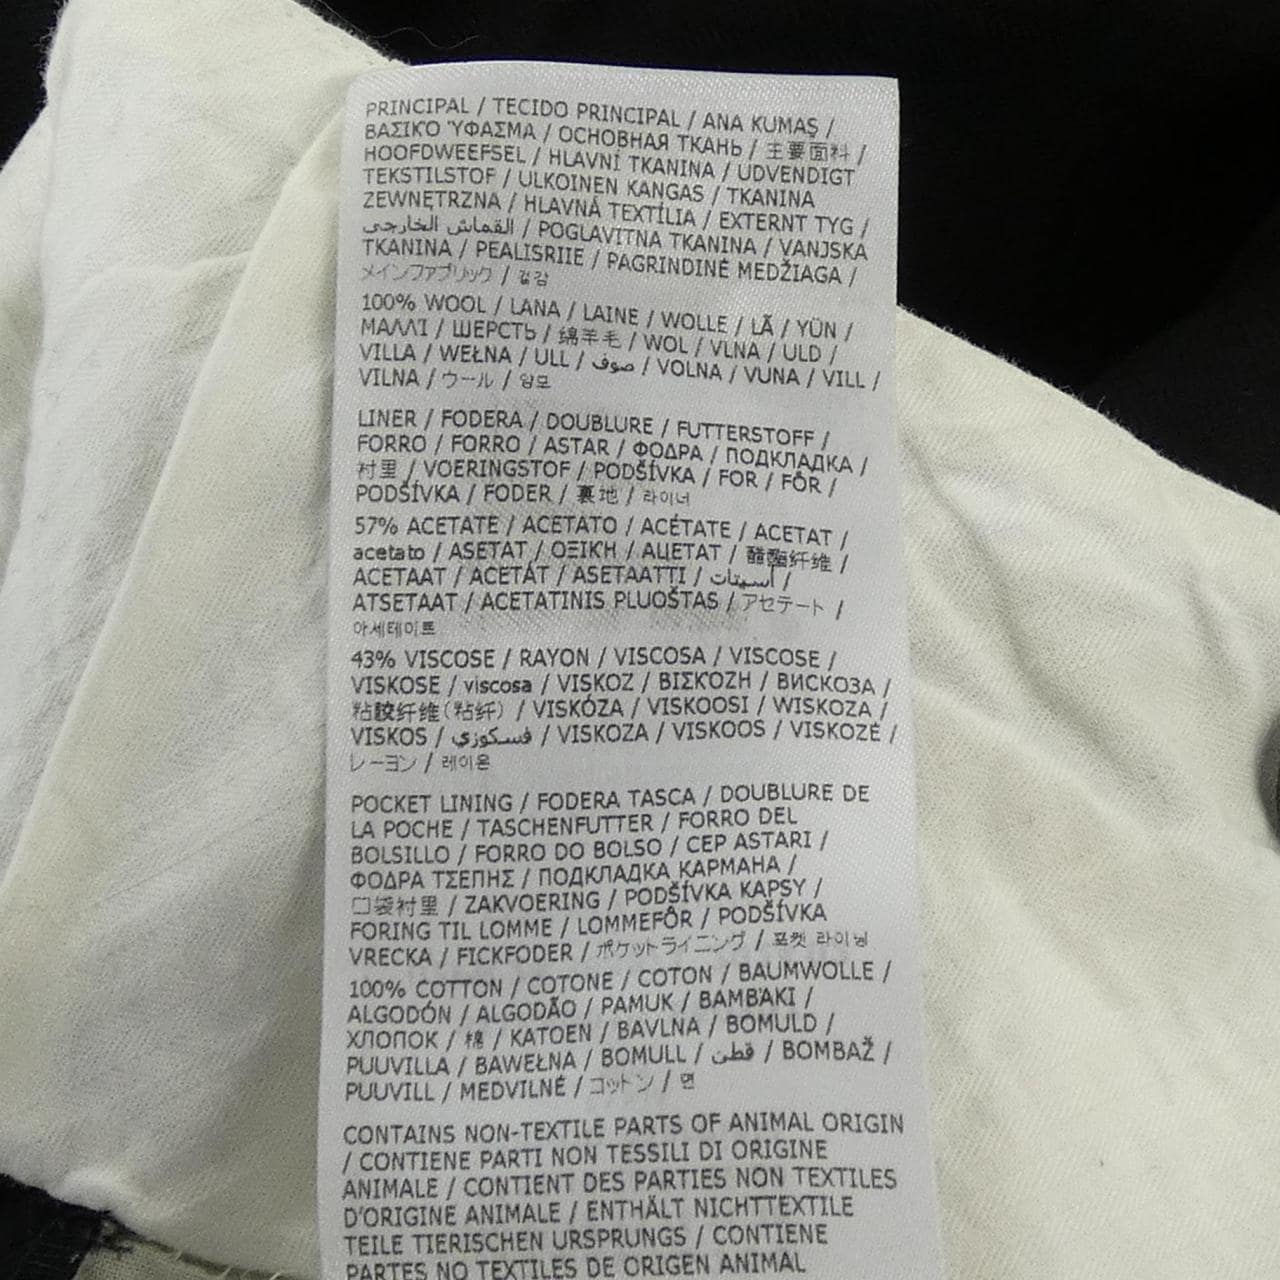 PRINCIPAL / TECIDO PRINCIPAL / ANA KUMAŞ /
ΒΑΣΙΚΌ ΎΦΑΣΜΑ / ОСНОВНАЯ ТКАНЬ / 主要面料 /
HOOFDWEEFSEL / HLAVNÍ TKANINA / UDVENDIGT
TEKSTILSTOF / ULKOINEN KANGAS / TKANINA
ZEWNĘTRZNA / HLAVNÁ TEXTÍLIA / EXTERNT TYG /
القماش الخارجي / POGLAVITNA TKANINA / VANJSKA
TKANINA / PEALISRIIE / PAGRINDINĖ MEDŽIAGA /
メインファブリック / 겉감
100% WOOL / LANA / LAINE / WOLLE / LÃ / YÜN /
ΜΑΛΛΊ / ШЕРСТЬ / 绵羊毛 / WOL / VLNA / ULD /
VILLA / WEŁNA / ULL / صوف / VOLNA / VUNA / VILL /
VILNA / ウール / 양모
LINER / FODERA / DOUBLURE / FUTTERSTOFF /
FORRO / FORRO / ASTAR / ΦΟΔΡΑ / ПОДКЛАДКА /
衬里 / VOERINGSTOF / PODŠÍVKA / FOR / FÔR /
PODŠÍVKA / FODER / 裏地 / 라이너
57% ACETATE / ACETATO / ACÉTATE / ACETAT /
acetato / ASETAT / ΟΞΙΚΉ / АЦЕТАТ / 醋酯纤维 /
ACETAAT / ACETÁT / ASETAATTI / أسيتات /
ATSETAAT / ACETATINIS PLUOŠTAS / アセテート /
아세테이트
43% VISCOSE / RAYON / VISCOSA / VISCOSE /
VISKOSE / viscosa / VISKOZ / ΒΙΣΚΌΖΗ / ВИСКОЗА /
粘胶纤维(粘纤) / VISKÓZA / VISKOOSI / WISKOZA /
VISKOS / فسكوزي / VISKOZA / VISKOOS / VISKOZĖ /
レーヨン / 레이온
POCKET LINING / FODERA TASCA / DOUBLURE DE
LA POCHE / TASCHENFUTTER / FORRO DEL
BOLSILLO / FORRO DO BOLSO / CEP ASTARI /
ΦΟΔΡΑ ΤΣΕΠΗΣ / ПОДКЛАДКА КАРМАНА /
口袋衬里 / ZAKVOERING / PODŠÍVKA KAPSY /
FORING TIL LOMME / LOMMEFÔR / PODŠÍVKA
VRECKA / FICKFODER / ポケットライニング / 포켓 라이닝
100% COTTON / COTONE / COTON / BAUMWOLLE /
ALGODÓN / ALGODÃO / PAMUK / ΒΑΜΒΆΚΙ /
ХЛОПОК / 棉 / KATOEN / BAVLNA / BOMULD /
PUUVILLA / BAWEŁNA / BOMULL / قطن / BOMBAŽ /
PUUVILL / MEDVILNĖ / コットン / 면
CONTAINS NON-TEXTILE PARTS OF ANIMAL ORIGIN
/ CONTIENE PARTI NON TESSILI DI ORIGINE
ANIMALE / CONTIENT DES PARTIES NON TEXTILES
D'ORIGINE ANIMALE / ENTHÄLT NICHTTEXTILE
TEILE TIERISCHEN URSPRUNGS / CONTIENE
PARTES NO TEXTILES DE ORIGEN ANIMAL